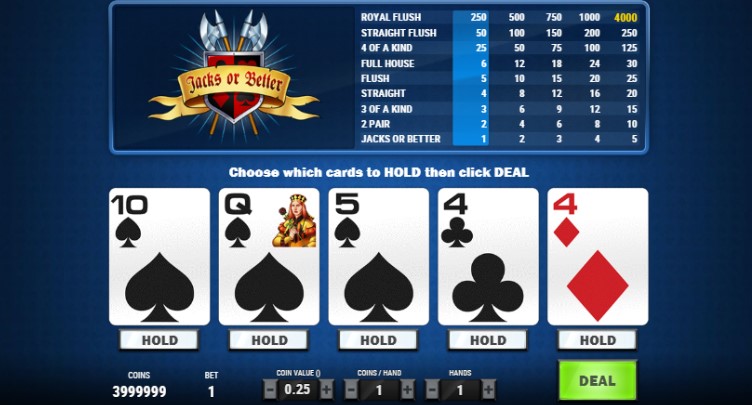 Jacks or Better
ROYAL FLUSH 250 500 750 1000 4000
STRAIGHT FLUSH 50 100 150 200 250
4 OF A KIND 25 50 75 100 125
FULL HOUSE 6 12 18 24 30
FLUSH 5 10 15 20 25
STRAIGHT 4 8 12 16 20
3 OF A KIND 3 6 9 12 15
2 PAIR 2 4 6 8 10
JACKS OR BETTER 1 2 3 4 5
Choose which cards to HOLD then click DEAL
10 Q 5 4 4
HOLD HOLD HOLD HOLD HOLD
COINS BET COIN VALUE () COINS / HAND HANDS
3999999 1 - 0.25 + - 1 + - 1 +
DEAL